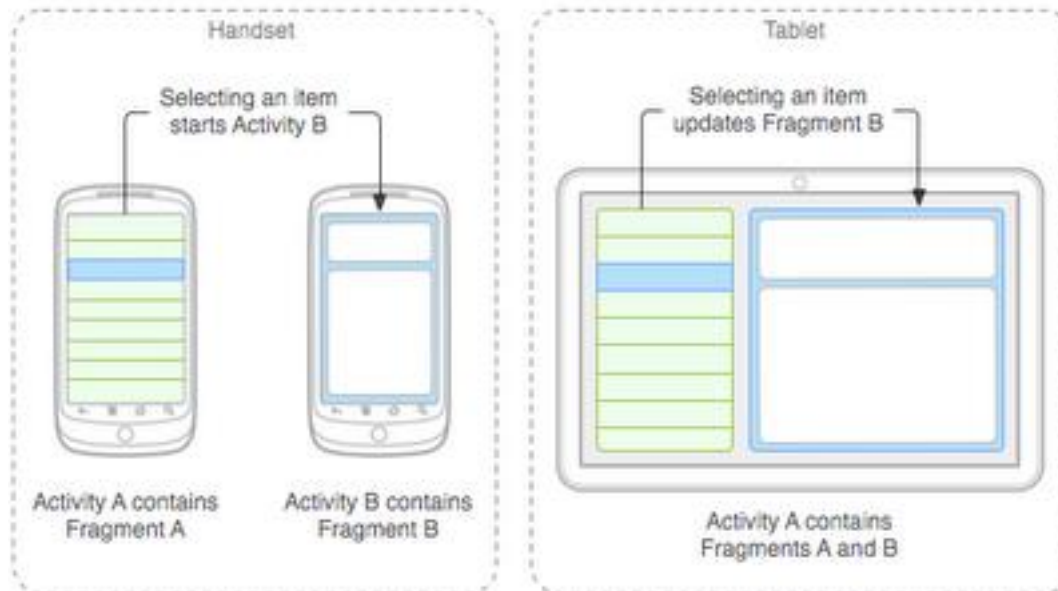 Handset
Selecting an item
starts Activity B
Activity A contains
Fragment A
Activity B contains
Fragment B
Tablet
Selecting an item
updates Fragment B
Activity A contains
Fragments A and B